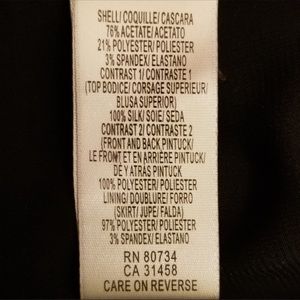 SHELL/ COQUILLE/ CASCARA
76% ACETATE/ ACETATO
21% POLYESTER/ POLIESTER
3% SPANDEX/ ELASTANO
CONTRAST 1/ CONTRASTE 1
(TOP BODICE/ CORSAGE SUPERIEUR/
BLUSA SUPERIOR)
100% SILK/ SOIE/ SEDA
CONTRAST 2/ CONTRASTE 2
(FRONT AND BACK PINTUCK/
LE FRONT ET EN ARRIÈRE PINTUCK/
DE Y ATRÁS PINTUCK
100% POLYESTER/ POLIESTER
LINING/ DOUBLURE/ FORRO
(SKIRT/ JUPE/ FALDA)
97% POLYESTER/ POLIESTER
3% SPANDEX/ ELASTANO
RN 80734
CA 31458
CARE ON REVERSE